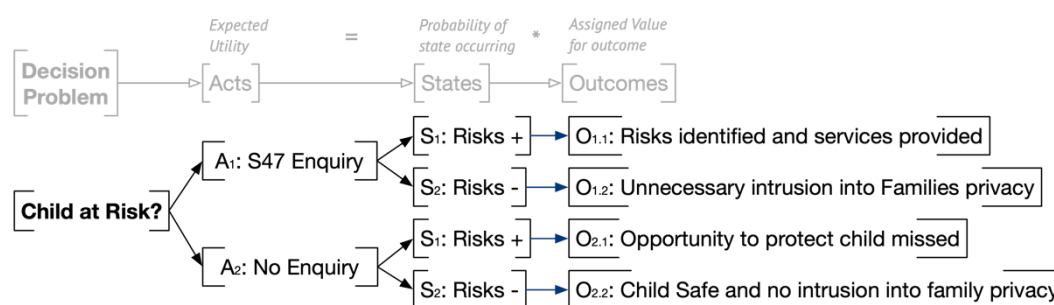 Expected Utility = Probability of state occurring * Assigned Value for outcome
Decision Problem Acts States Outcomes
S1: Risks + O1.1: Risks identified and services provided
A1: S47 Enquiry
S2: Risks - O1.2: Unnecessary intrusion into Families privacy
Child at Risk?
S1: Risks + O2.1: Opportunity to protect child missed
A2: No Enquiry
S2: Risks - O2.2: Child Safe and no intrusion into family privacy